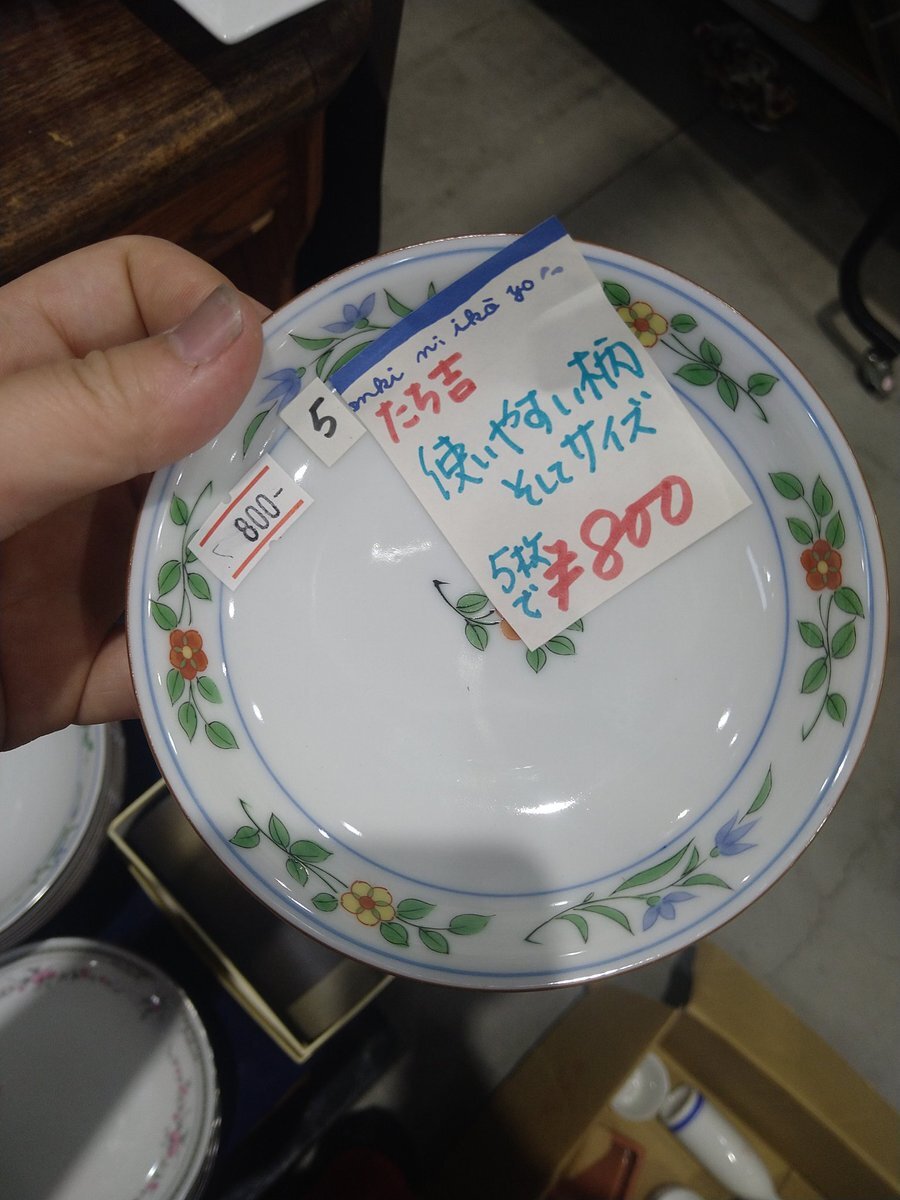 onki ni ikō yo
たち吉
使いやすい柄
そしてサイズ
5枚
で
¥800
5
800-